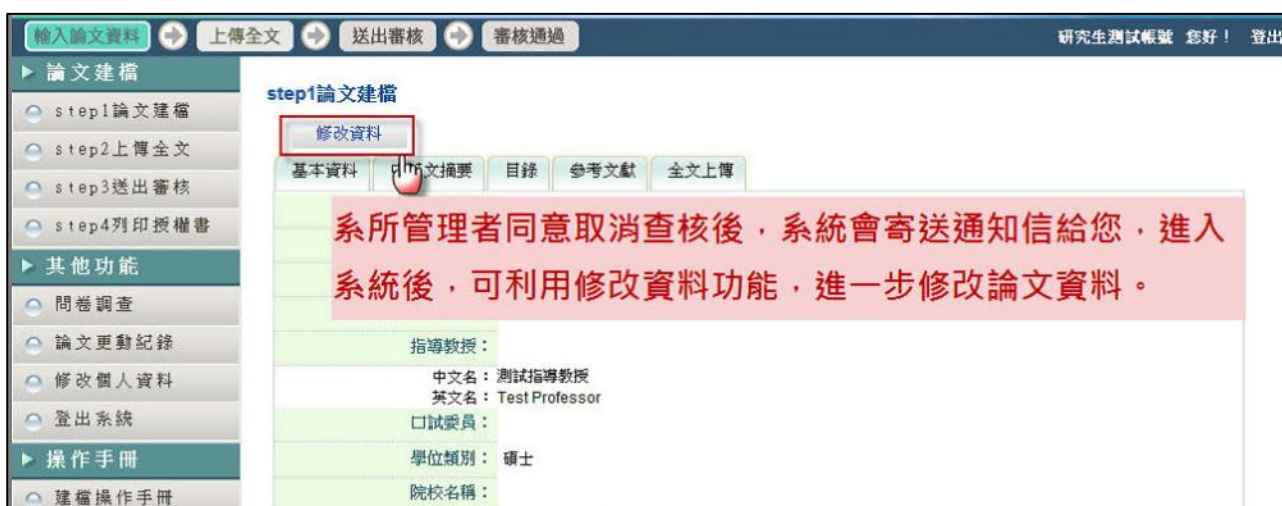 輸入論文資料 上傳全文 送出審核 審核通過 研究生測試帳號 您好！ 登出
論文建檔
step1論文建檔
step2上傳全文
step3送出審核
step4列印授權書
其他功能
問卷調查
論文更動紀錄
修改個人資料
登出系統
操作手冊
建檔操作手冊
step1論文建檔
修改資料
基本資料 文摘要 目錄 參考文獻 全文上傳
系所管理者同意取消查核後，系統會寄送通知信給您，進入
系統後，可利用修改資料功能，進一步修改論文資料。
指導教授：
中文名：測試指導教授
英文名：Test Professor
口試委員：
學位類別： 碩士
院校名稱：